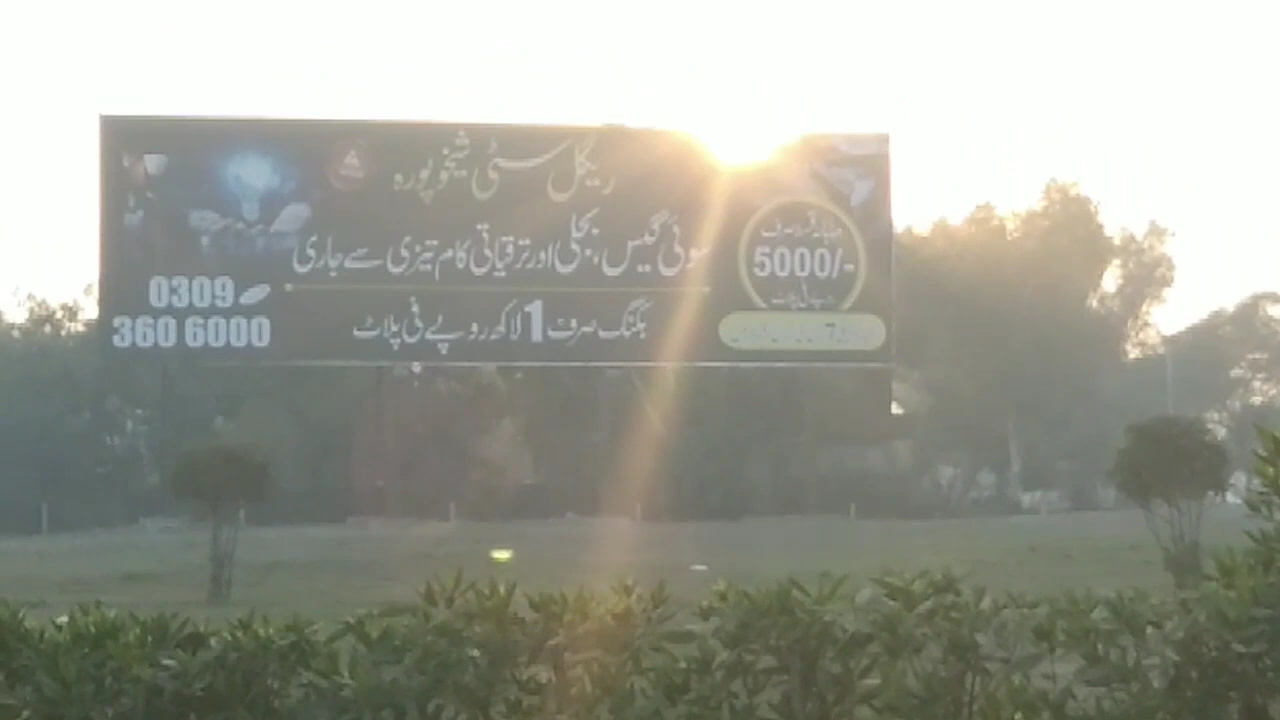 ریگل سٹی شیخوپورہ
سوئی گیس، بجلی اور ترقیاتی کام تیزی سے جاری
بکنگ صرف 1 لاکھ روپے فی پلاٹ
0309
360 6000
5000/-
7